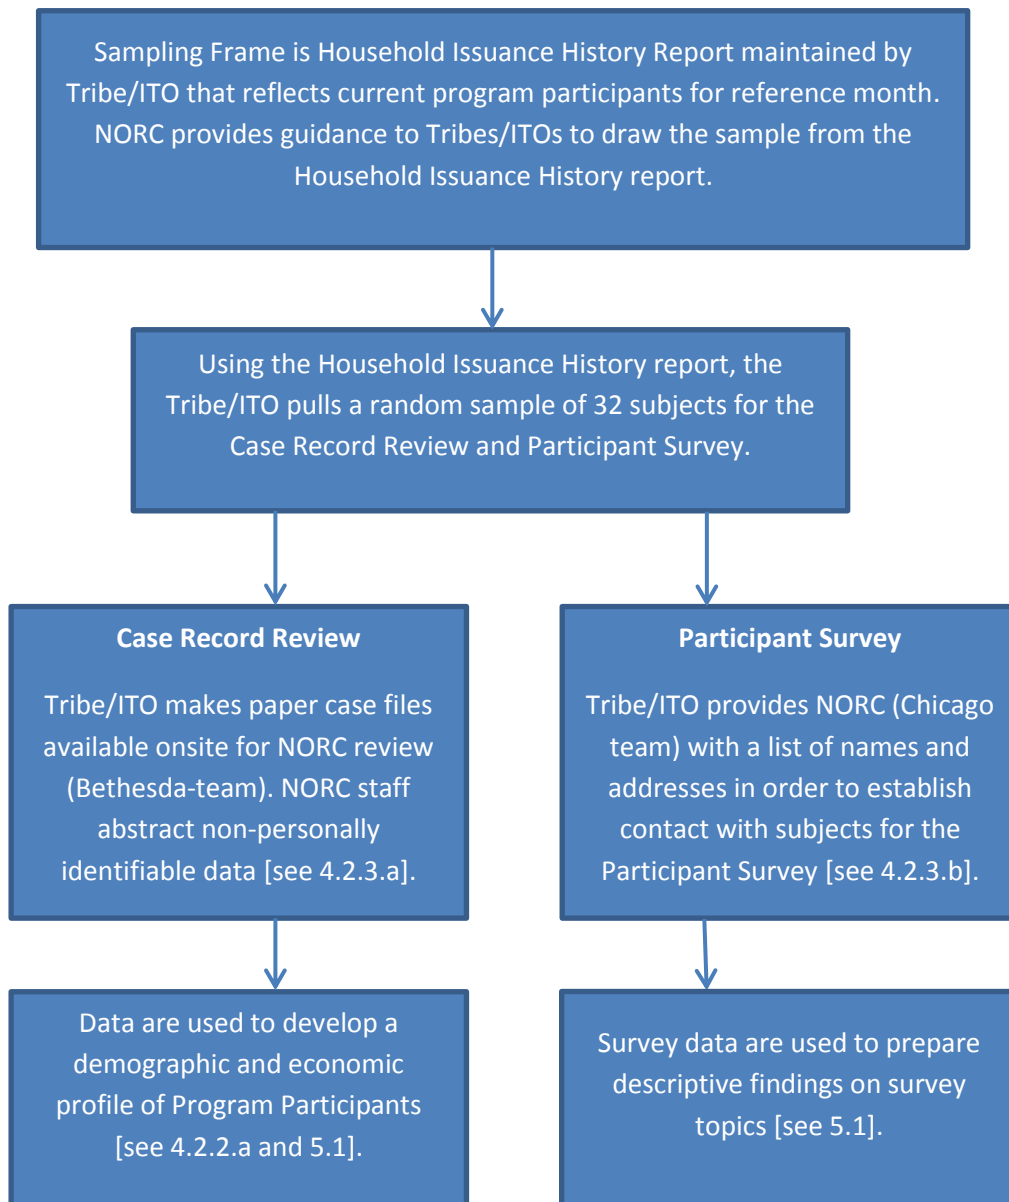 Sampling Frame is Household Issuance History Report maintained by
Tribe/ITO that reflects current program participants for reference month.
NORC provides guidance to Tribes/ITOs to draw the sample from the
Household Issuance History report.
Using the Household Issuance History report, the
Tribe/ITO pulls a random sample of 32 subjects for the
Case Record Review and Participant Survey.
Case Record Review
Tribe/ITO makes paper case files
available onsite for NORC review
(Bethesda-team). NORC staff
abstract non-personally
identifiable data [see 4.2.3.a].
Participant Survey
Tribe/ITO provides NORC (Chicago
team) with a list of names and
addresses in order to establish
contact with subjects for the
Participant Survey [see 4.2.3.b].
Data are used to develop a
demographic and economic
profile of Program Participants
[see 4.2.2.a and 5.1].
Survey data are used to prepare
descriptive findings on survey
topics [see 5.1].